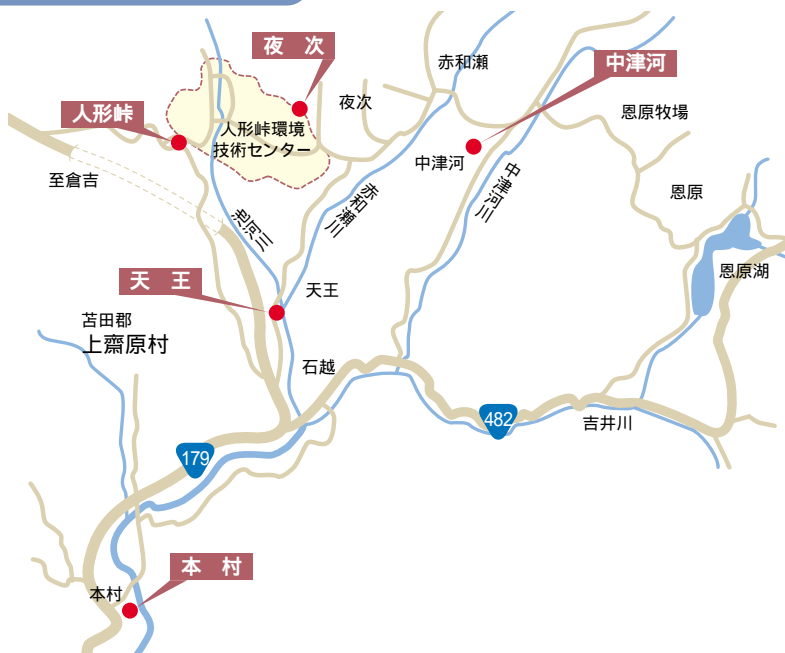 夜 次
赤和瀬
中津河
人形峠
夜次
恩原牧場
人形峠環境
技術センター
中津河
至倉吉
赤和瀬川
中津河川
恩原
池河川
天 王
天王
恩原湖
苫田郡
上齋原村
石越
482
吉井川
179
本 村
本村